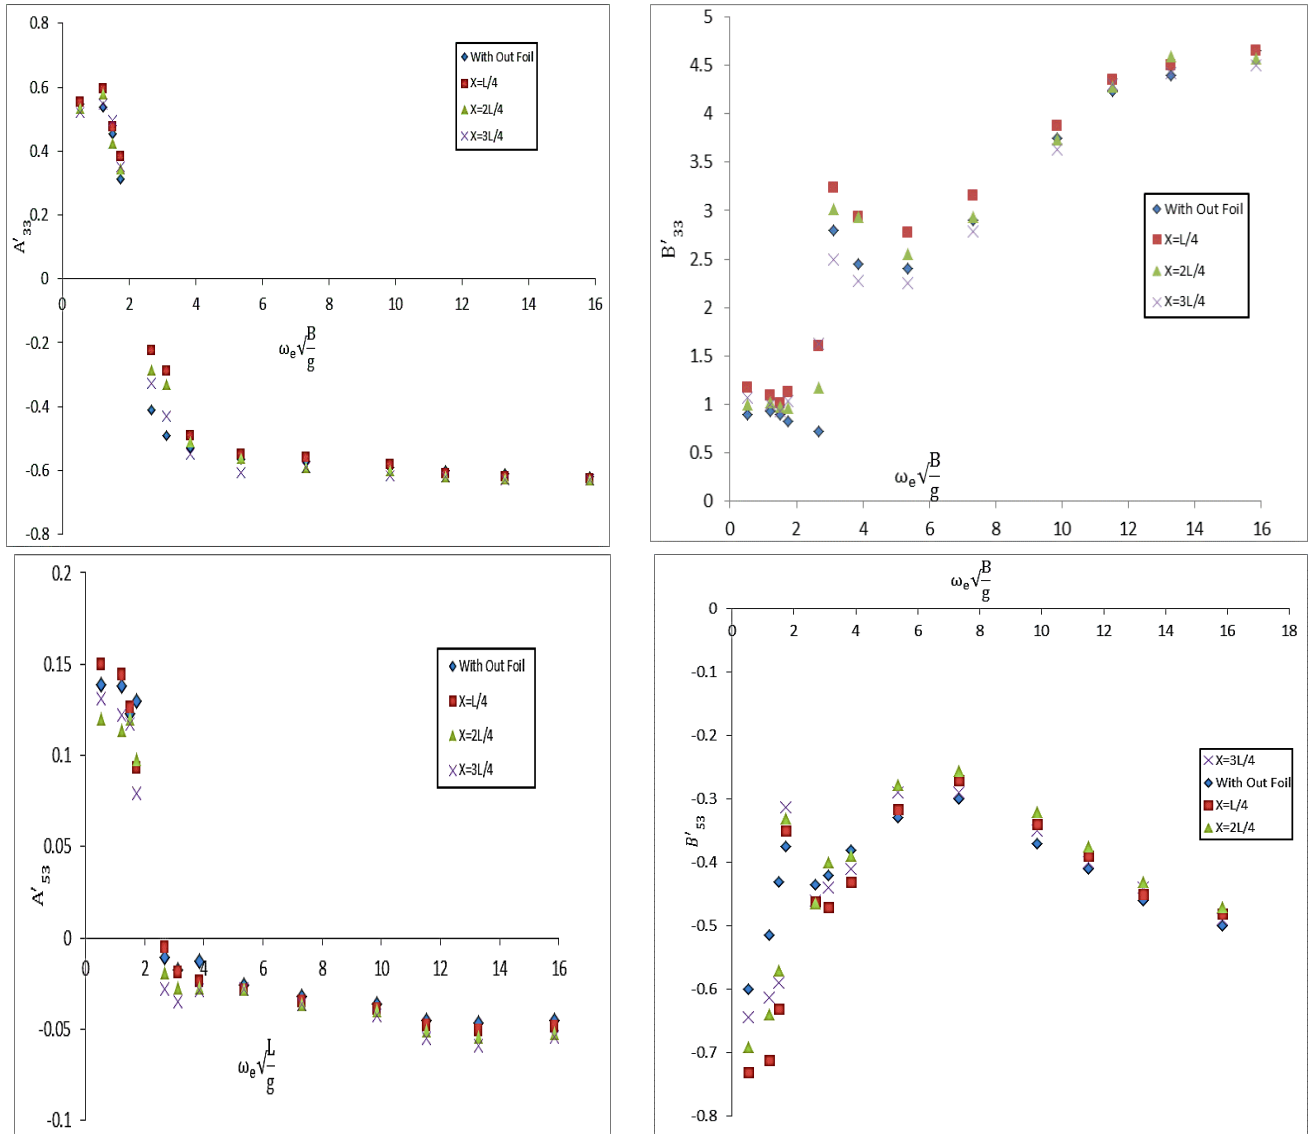 0.8
0.6
0.4
0.2
0
-0.2
-0.4
-0.6
-0.8
A′33
0 2 4 6 8 10 12 14 16
ωe√B/g
With Out Foil
X=L/4
X=2L/4
X=3L/4
5
4.5
4
3.5
3
2.5
2
1.5
1
0.5
0
B′33
0 2 4 6 8 10 12 14 16
ωe√B/g
With Out Foil
X=L/4
X=2L/4
X=3L/4
0.2
0.15
0.1
0.05
0
-0.05
-0.1
A′53
0 2 4 6 8 10 12 14 16
ωe√L/g
With Out Foil
X=L/4
X=2L/4
X=3L/4
ωe√B/g
0
-0.1
-0.2
-0.3
-0.4
-0.5
-0.6
-0.7
-0.8
B′53
0 2 4 6 8 10 12 14 16 18
X=3L/4
With Out Foil
X=L/4
X=2L/4